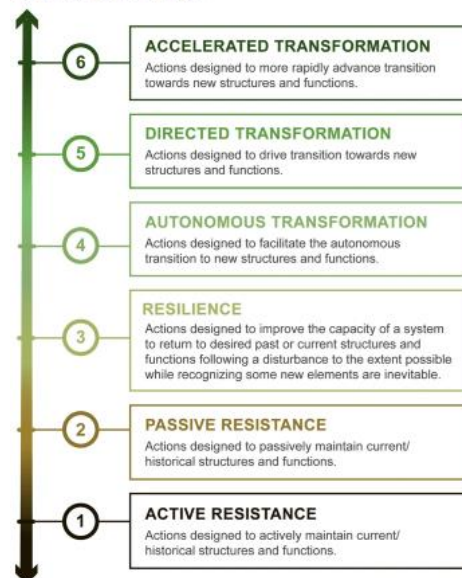 6
ACCELERATED TRANSFORMATION
Actions designed to more rapidly advance transition
towards new structures and functions.
5
DIRECTED TRANSFORMATION
Actions designed to drive transition towards new
structures and functions.
4
AUTONOMOUS TRANSFORMATION
Actions designed to facilitate the autonomous
transition to new structures and functions.
3
RESILIENCE
Actions designed to improve the capacity of a system
to return to desired past or current structures and
functions following a disturbance to the extent possible
while recognizing some new elements are inevitable.
2
PASSIVE RESISTANCE
Actions designed to passively maintain current/
historical structures and functions.
1
ACTIVE RESISTANCE
Actions designed to actively maintain current/
historical structures and functions.